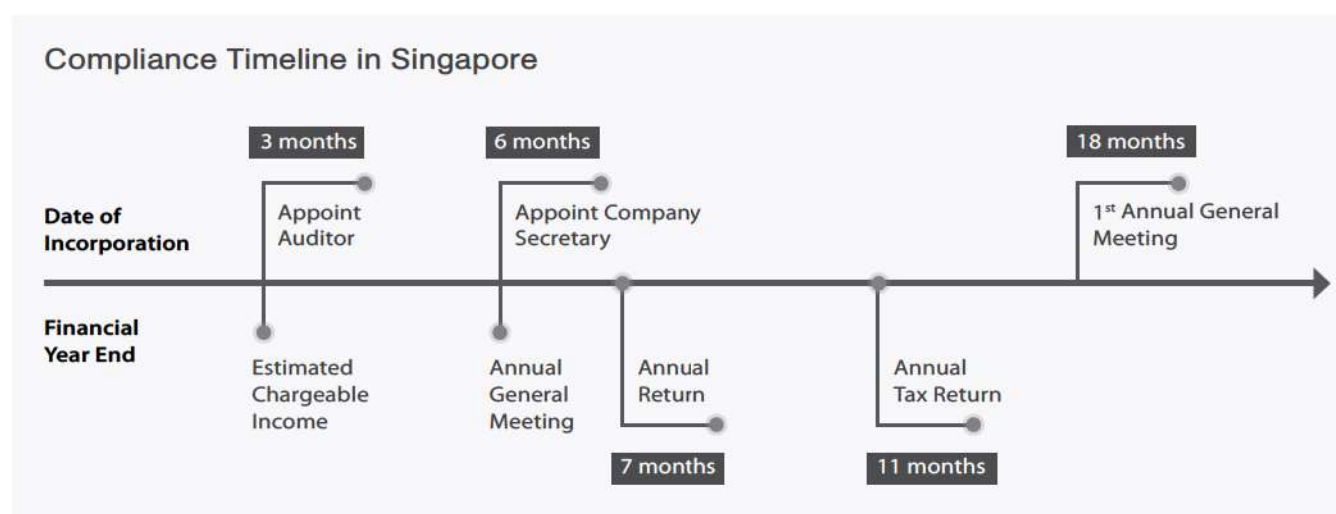 Compliance Timeline in Singapore
3 months
6 months
18 months
Date of
Incorporation
Appoint
Auditor
Appoint Company
Secretary
1st Annual General
Meeting
Financial
Year End
Estimated
Chargeable
Income
Annual
General
Meeting
Annual
Return
Annual
Tax Return
7 months
11 months